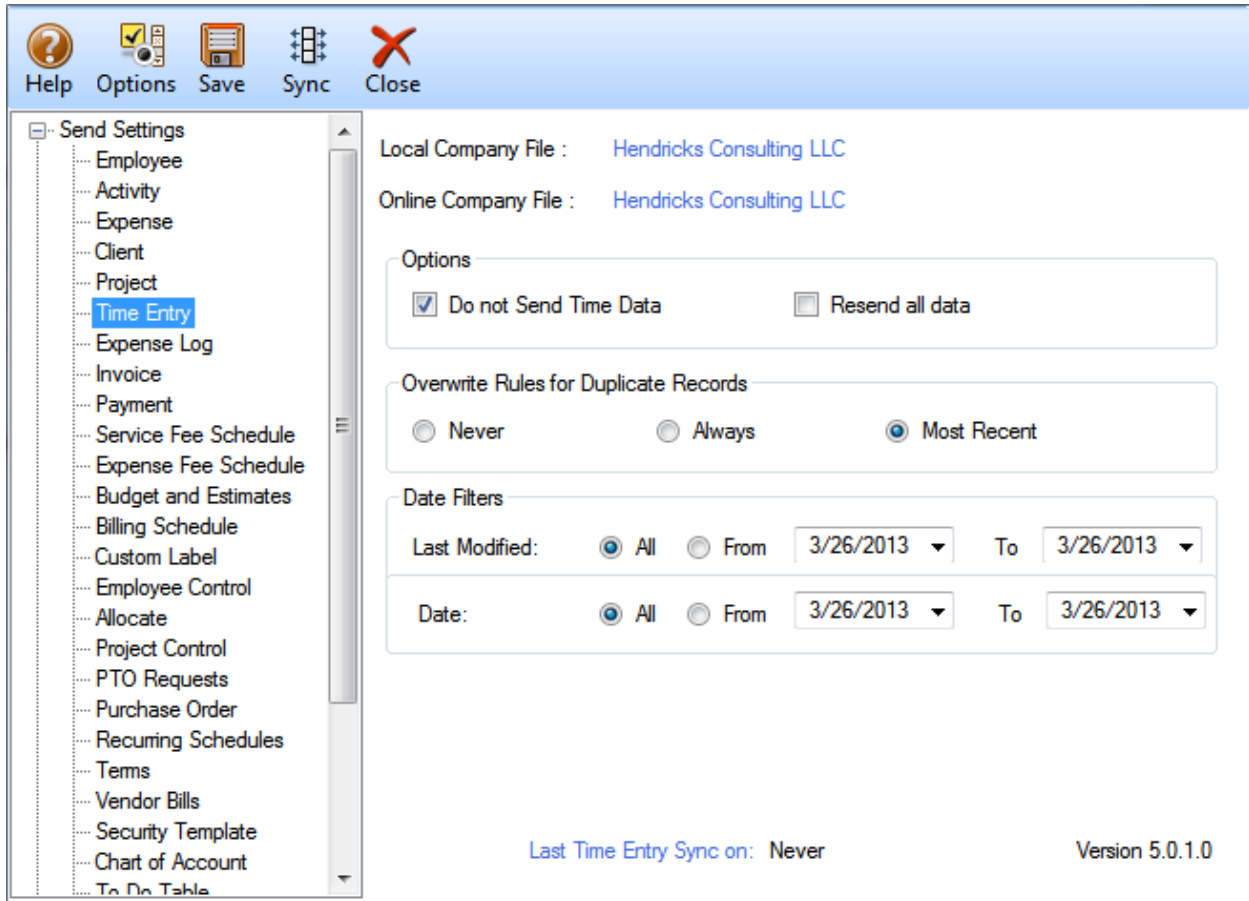 Help Options Save Sync Close
Send Settings
Employee
Activity
Expense
Client
Project
Time Entry
Expense Log
Invoice
Payment
Service Fee Schedule
Expense Fee Schedule
Budget and Estimates
Billing Schedule
Custom Label
Employee Control
Allocate
Project Control
PTO Requests
Purchase Order
Recurring Schedules
Terms
Vendor Bills
Security Template
Chart of Account
To Do Table
Local Company File : Hendricks Consulting LLC
Online Company File : Hendricks Consulting LLC
Options
Do not Send Time Data Resend all data
Overwrite Rules for Duplicate Records
Never Always Most Recent
Date Filters
Last Modified: All From 3/26/2013 To 3/26/2013
Date: All From 3/26/2013 To 3/26/2013
Last Time Entry Sync on: Never Version 5.0.1.0